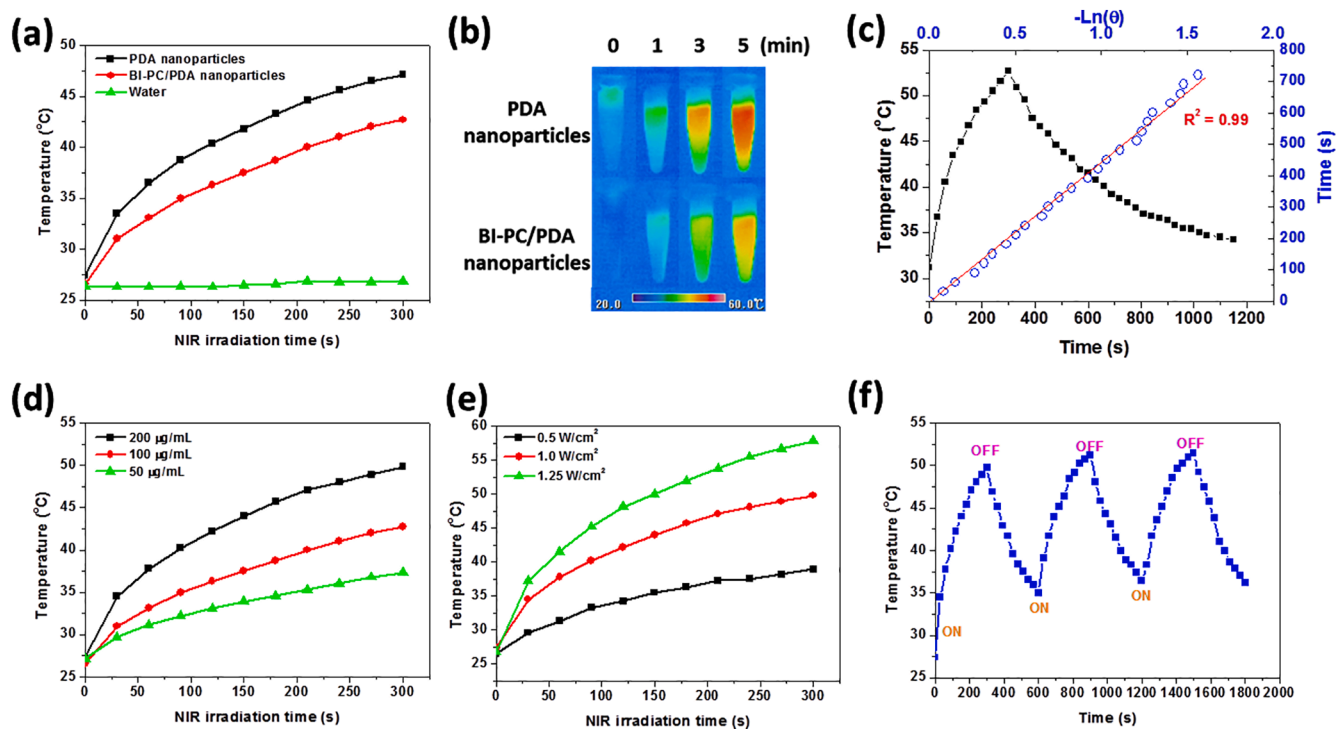 (a)
50
45
40
35
30
25
Temperature (°C)
PDA nanoparticles
BI-PC/PDA nanoparticles
Water
0 50 100 150 200 250 300
NIR irradiation time (s)
(b)
0 1 3 5 (min)
PDA
nanoparticles
BI-PC/PDA
nanoparticles
20.0 60.0℃
(c)
-Ln(θ)
0.0 0.5 1.0 1.5 2.0
55
50
45
40
35
30
Temperature (°C)
R² = 0.99
800
700
600
500
400
300
200
100
0
Time (s)
0 200 400 600 800 1000 1200
Time (s)
(d)
55
50
45
40
35
30
25
Temperature (°C)
200 µg/mL
100 µg/mL
50 µg/mL
0 50 100 150 200 250 300
NIR irradiation time (s)
(e)
60
55
50
45
40
35
30
25
Temperature (°C)
0.5 W/cm²
1.0 W/cm²
1.25 W/cm²
0 50 100 150 200 250 300
NIR irradiation time (s)
(f)
55
50
45
40
35
30
25
Temperature (°C)
OFF OFF OFF
ON ON ON
0 200 400 600 800 1000 1200 1400 1600 1800 2000
Time (s)